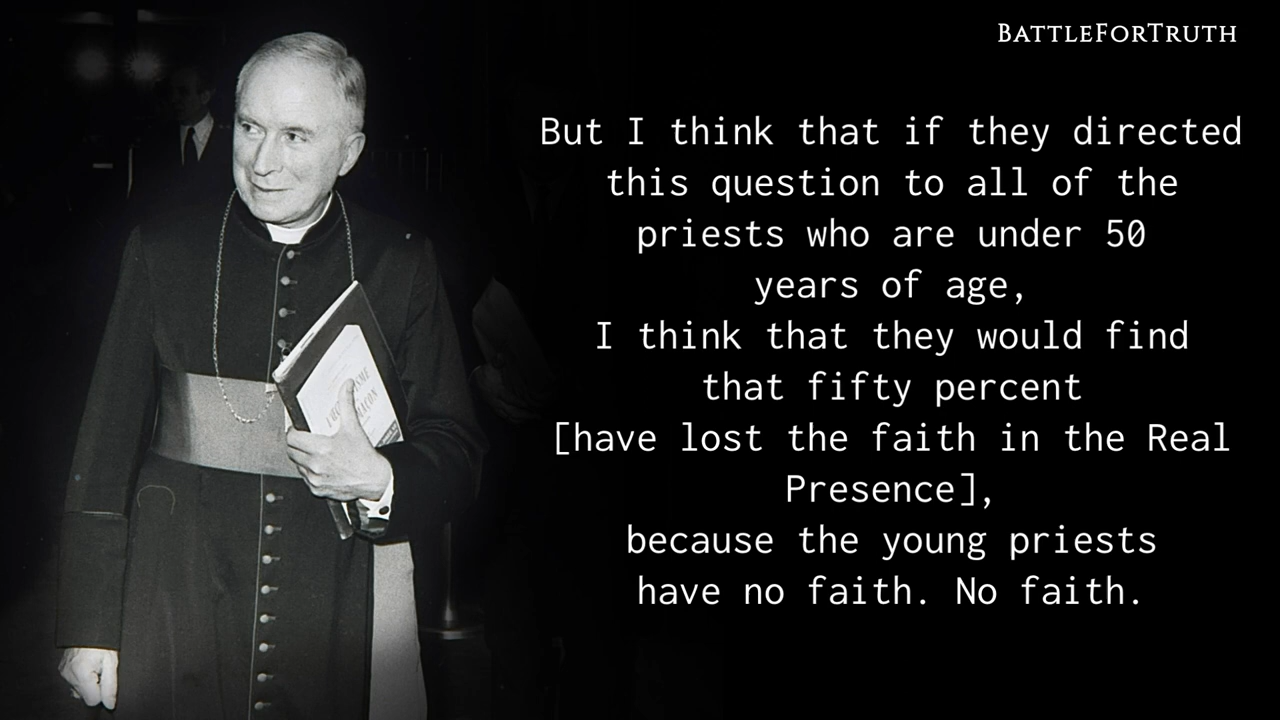 BATTLEFORTRUTH
But I think that if they directed
this question to all of the
priests who are under 50
years of age,
I think that they would find
that fifty percent
[have lost the faith in the Real
Presence],
because the young priests
have no faith. No faith.